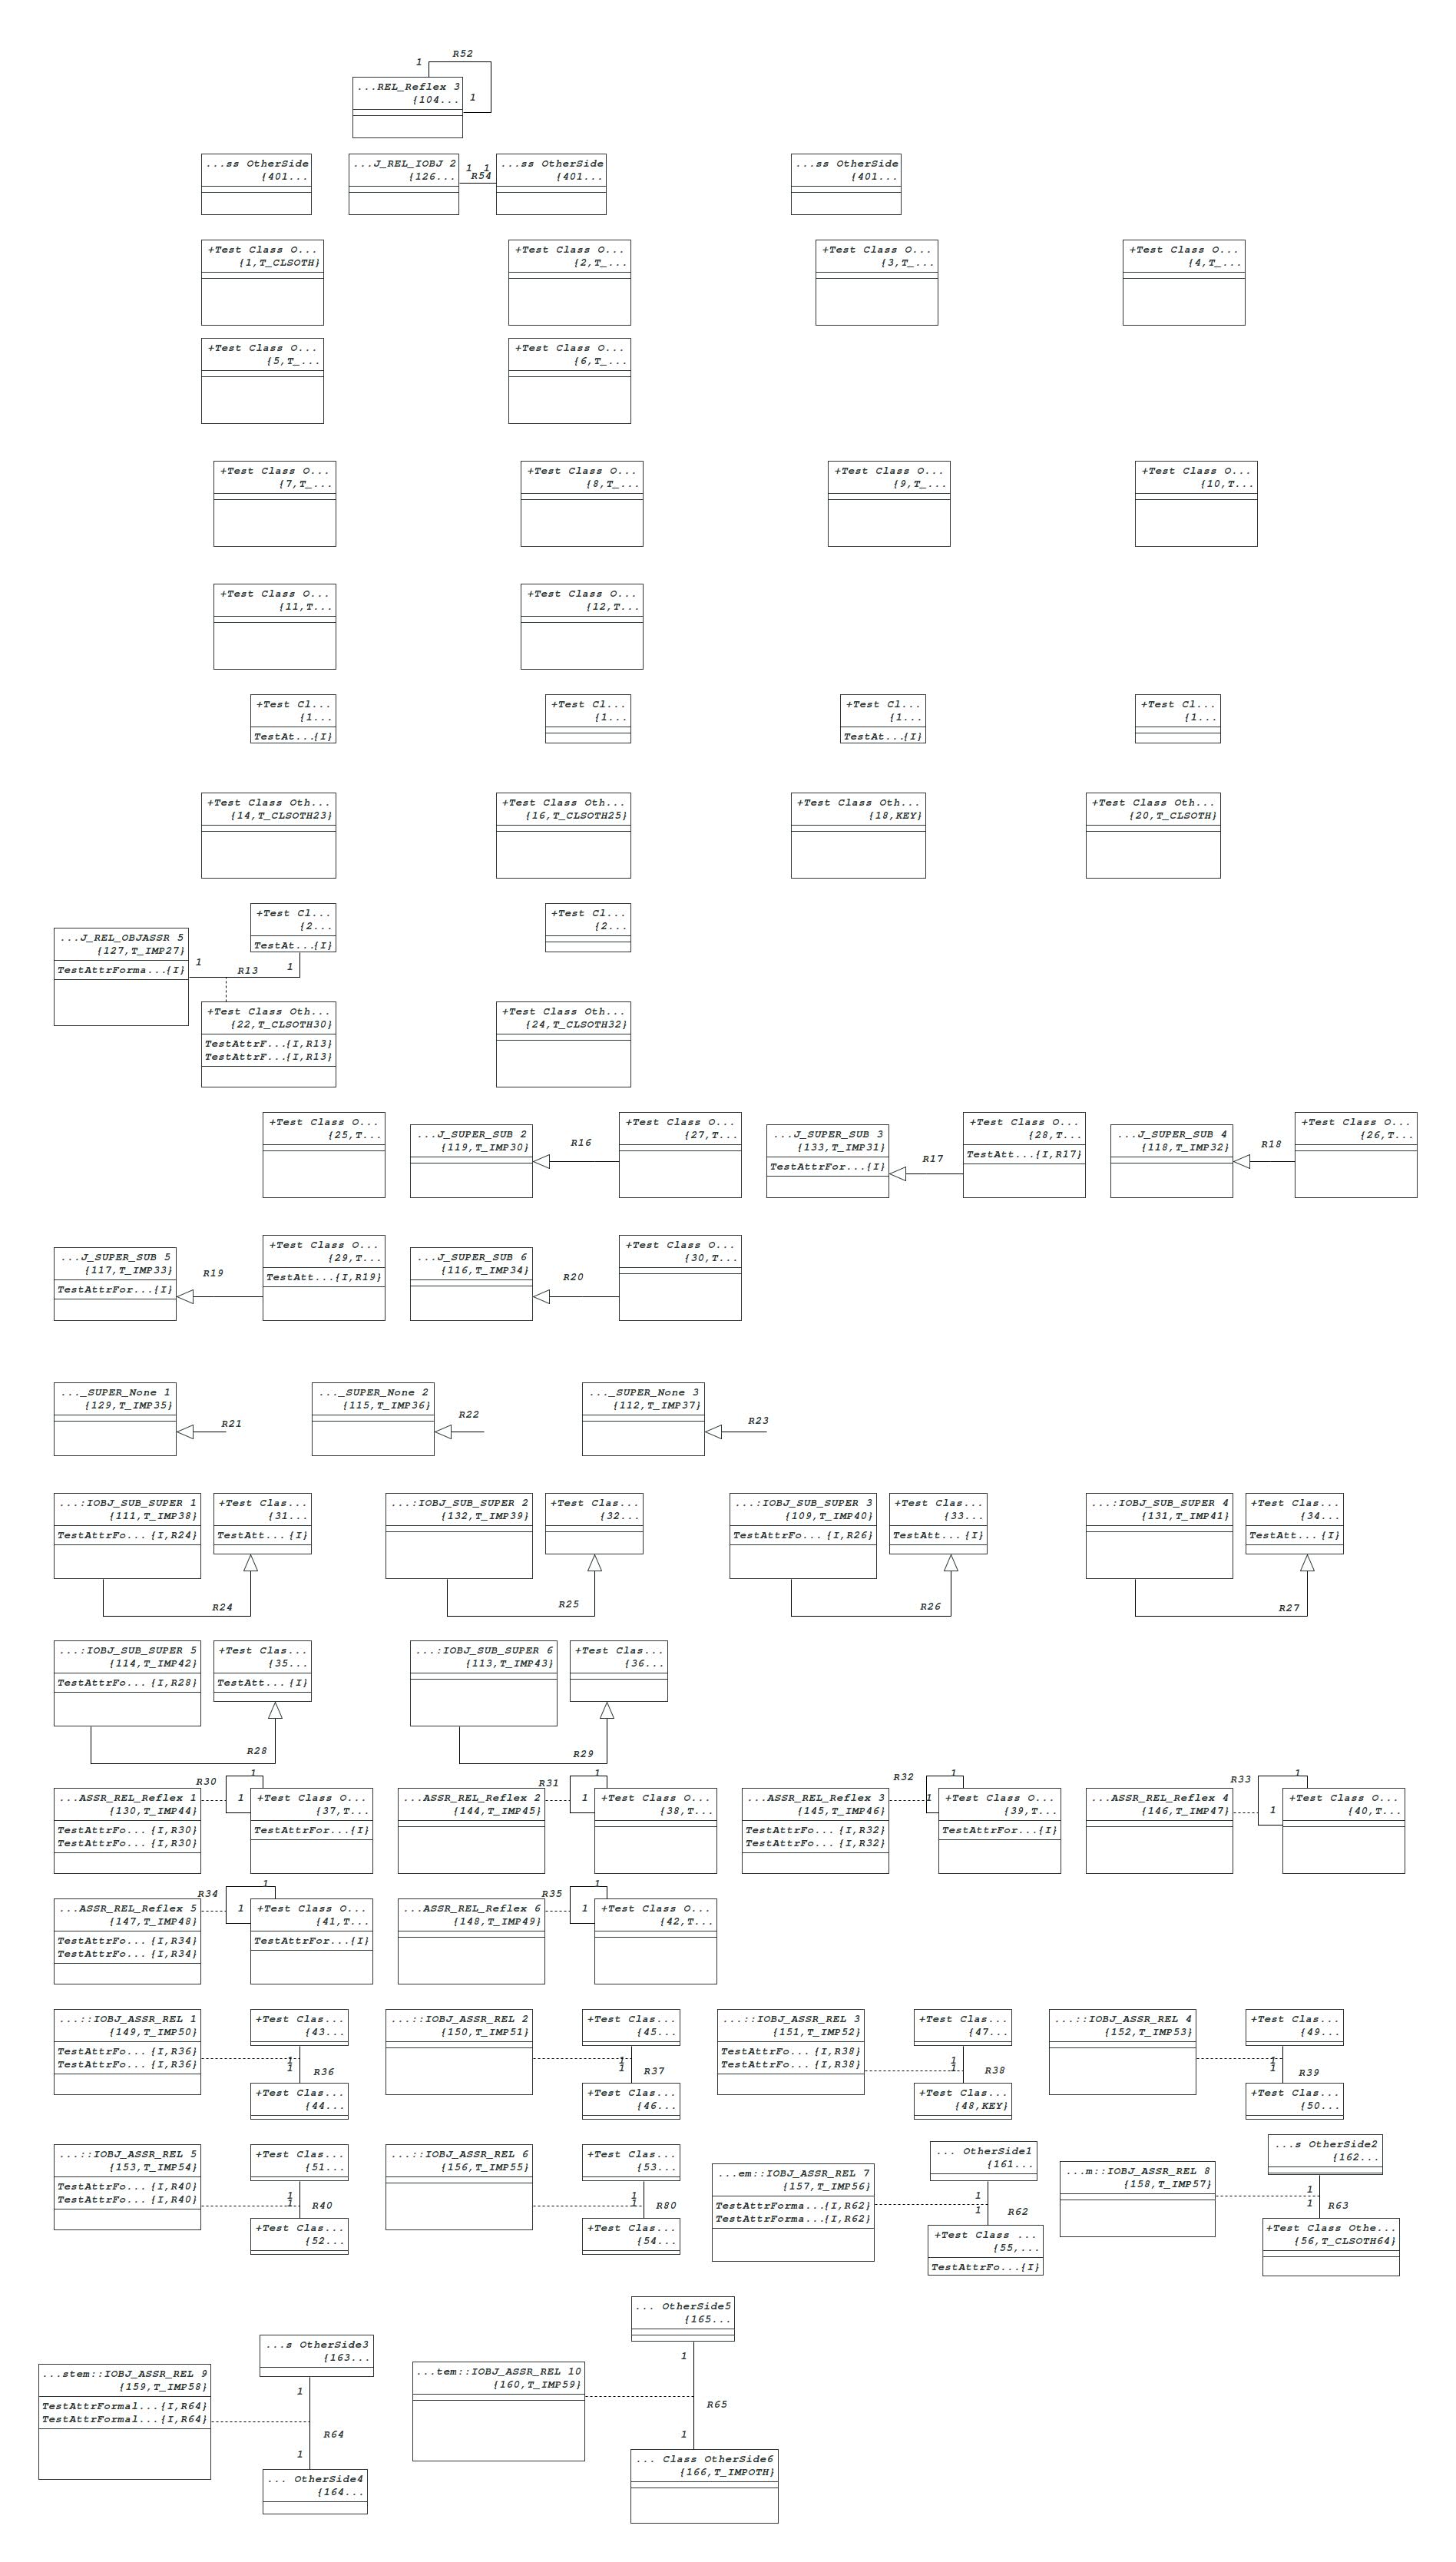 R52
1
...REL_Reflex 3
{104...
1
...ss OtherSide
{401...
...J_REL_IOBJ 2
{126...
1 1
R54
...ss OtherSide
{401...
...ss OtherSide
{401...
+Test Class O...
{1,T_CLSOTH}
+Test Class O...
{2,T_...
+Test Class O...
{3,T_...
+Test Class O...
{4,T_...
+Test Class O...
{5,T_...
+Test Class O...
{6,T_...
+Test Class O...
{7,T_...
+Test Class O...
{8,T_...
+Test Class O...
{9,T_...
+Test Class O...
{10,T...
+Test Class O...
{11,T...
+Test Class O...
{12,T...
+Test Cl...
{1...
TestAt...{I}
+Test Cl...
{1...
+Test Cl...
{1...
TestAt...{I}
+Test Cl...
{1...
+Test Class Oth...
{14,T_CLSOTH23}
+Test Class Oth...
{16,T_CLSOTH25}
+Test Class Oth...
{18,KEY}
+Test Class Oth...
{20,T_CLSOTH}
...J_REL_OBJASSR 5
{127,T_IMP27}
TestAttrForma...{I}
1
R13
1
+Test Cl...
{2...
TestAt...{I}
+Test Cl...
{2...
+Test Class Oth...
{22,T_CLSOTH30}
TestAttrF...{I,R13}
TestAttrF...{I,R13}
+Test Class Oth...
{24,T_CLSOTH32}
+Test Class O...
{25,T...
...J_SUPER_SUB 2
{119,T_IMP30}
R16
+Test Class O...
{27,T...
...J_SUPER_SUB 3
{133,T_IMP31}
TestAttrFor...{I}
R17
+Test Class O...
{28,T...
TestAtt...{I,R17}
...J_SUPER_SUB 4
{118,T_IMP32}
R18
+Test Class O...
{26,T...
...J_SUPER_SUB 5
{117,T_IMP33}
TestAttrFor...{I}
R19
+Test Class O...
{29,T...
TestAtt...{I,R19}
...J_SUPER_SUB 6
{116,T_IMP34}
R20
+Test Class O...
{30,T...
..._SUPER_None 1
{129,T_IMP35}
R21
..._SUPER_None 2
{115,T_IMP36}
R22
..._SUPER_None 3
{112,T_IMP37}
R23
...:IOBJ_SUB_SUPER 1
{111,T_IMP38}
TestAttrFo...{I,R24}
+Test Clas...
{31...
TestAtt...{I}
R24
...:IOBJ_SUB_SUPER 2
{132,T_IMP39}
+Test Clas...
{32...
R25
...:IOBJ_SUB_SUPER 3
{109,T_IMP40}
TestAttrFo...{I,R26}
+Test Clas...
{33...
TestAtt...{I}
R26
...:IOBJ_SUB_SUPER 4
{131,T_IMP41}
+Test Clas...
{34...
TestAtt...{I}
R27
...:IOBJ_SUB_SUPER 5
{114,T_IMP42}
TestAttrFo...{I,R28}
+Test Clas...
{35...
TestAtt...{I}
R28
...:IOBJ_SUB_SUPER 6
{113,T_IMP43}
+Test Clas...
{36...
R29
...ASSR_REL_Reflex 1
{130,T_IMP44}
TestAttrFo...{I,R30}
TestAttrFo...{I,R30}
R30
1
1
+Test Class O...
{37,T...
TestAttrFor...{I}
...ASSR_REL_Reflex 2
{144,T_IMP45}
R31
1
1
+Test Class O...
{38,T...
...ASSR_REL_Reflex 3
{145,T_IMP46}
TestAttrFo...{I,R32}
TestAttrFo...{I,R32}
R32
1
1
+Test Class O...
{39,T...
TestAttrFor...{I}
...ASSR_REL_Reflex 4
{146,T_IMP47}
R33
1
1
+Test Class O...
{40,T...
...ASSR_REL_Reflex 5
{147,T_IMP48}
TestAttrFo...{I,R34}
TestAttrFo...{I,R34}
R34
1
1
+Test Class O...
{41,T...
TestAttrFor...{I}
...ASSR_REL_Reflex 6
{148,T_IMP49}
R35
1
1
+Test Class O...
{42,T...
...::IOBJ_ASSR_REL 1
{149,T_IMP50}
TestAttrFo...{I,R36}
TestAttrFo...{I,R36}
+Test Clas...
{43...
1
1
R36
+Test Clas...
{44...
...::IOBJ_ASSR_REL 2
{150,T_IMP51}
+Test Clas...
{45...
1
1
R37
+Test Clas...
{46...
...::IOBJ_ASSR_REL 3
{151,T_IMP52}
TestAttrFo...{I,R38}
TestAttrFo...{I,R38}
+Test Clas...
{47...
1
1
R38
+Test Clas...
{48,KEY}
...::IOBJ_ASSR_REL 4
{152,T_IMP53}
+Test Clas...
{49...
1
1
R39
+Test Clas...
{50...
...::IOBJ_ASSR_REL 5
{153,T_IMP54}
TestAttrFo...{I,R40}
TestAttrFo...{I,R40}
+Test Clas...
{51...
1
1
R40
+Test Clas...
{52...
...::IOBJ_ASSR_REL 6
{156,T_IMP55}
+Test Clas...
{53...
1
1
R80
+Test Clas...
{54...
...em::IOBJ_ASSR_REL 7
{157,T_IMP56}
TestAttrForma...{I,R62}
TestAttrForma...{I,R62}
... OtherSide1
{161...
1
1
R62
+Test Class ...
{55,...
TestAttrFo...{I}
...m::IOBJ_ASSR_REL 8
{158,T_IMP57}
...s OtherSide2
{162...
1
1
R63
+Test Class Othe...
{56,T_CLSOTH64}
...stem::IOBJ_ASSR_REL 9
{159,T_IMP58}
TestAttrFormal...{I,R64}
TestAttrFormal...{I,R64}
...s OtherSide3
{163...
1
R64
1
... OtherSide4
{164...
...tem::IOBJ_ASSR_REL 10
{160,T_IMP59}
... OtherSide5
{165...
1
R65
1
... Class OtherSide6
{166,T_IMPOTH}